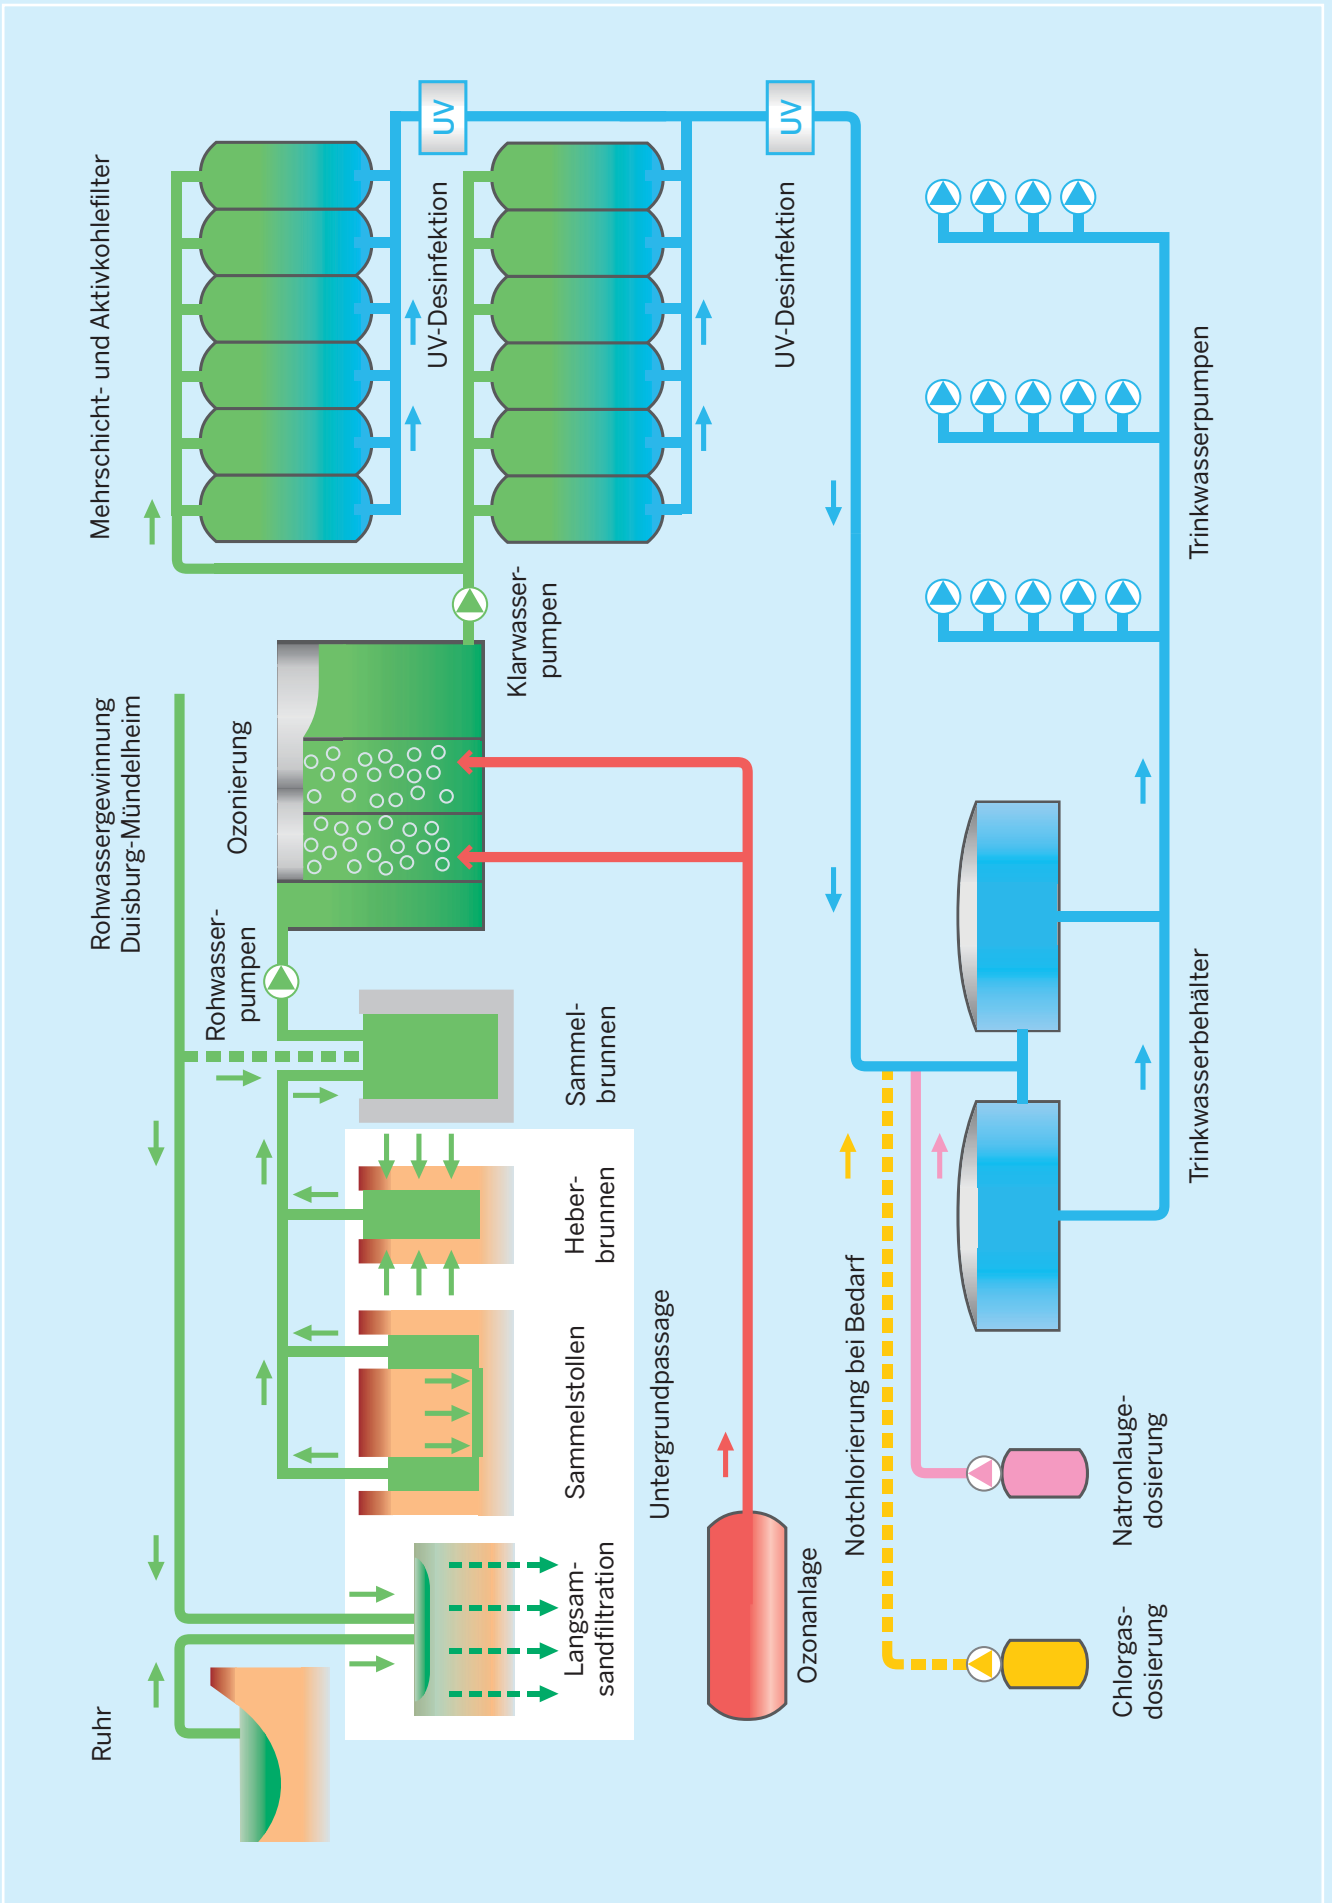 Ruhr
Rohwassergewinnung
Duisburg-Mündelheim
Mehrschicht- und Aktivkohlefilter
Rohwasser-
pumpen
Ozonierung
UV
UV-Desinfektion
Klarwasser-
pumpen
UV
UV-Desinfektion
Langsam-
sandfiltration
Sammelstollen
Heber-
brunnen
Sammel-
brunnen
Untergrundpassage
Ozonanlage
Notchlorierung bei Bedarf
Chlorgas-
dosierung
Natronlauge-
dosierung
Trinkwasserbehälter
Trinkwasserpumpen